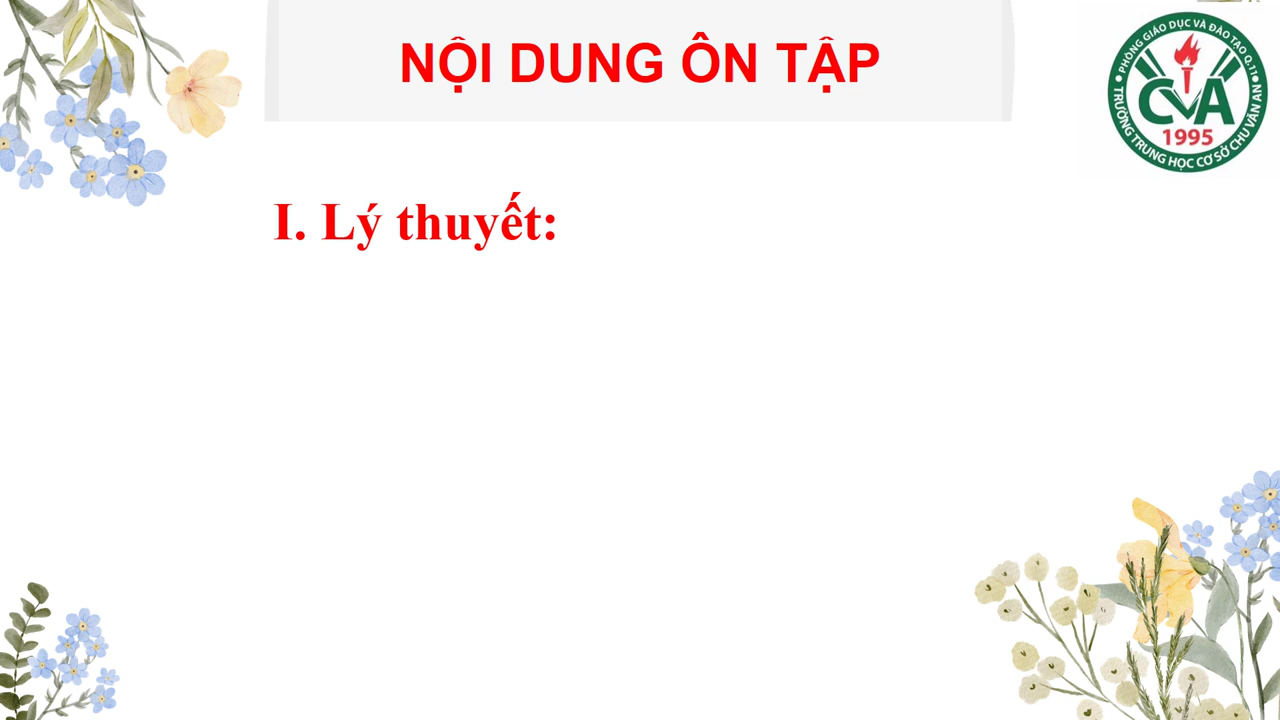 NỘI DUNG ÔN TẬP
PHÒNG GIÁO DỤC VÀ ĐÀO TẠO Q.11
CVA
1995
TRƯỜNG TRUNG HỌC CƠ SỞ CHU VĂN AN
I. Lý thuyết: